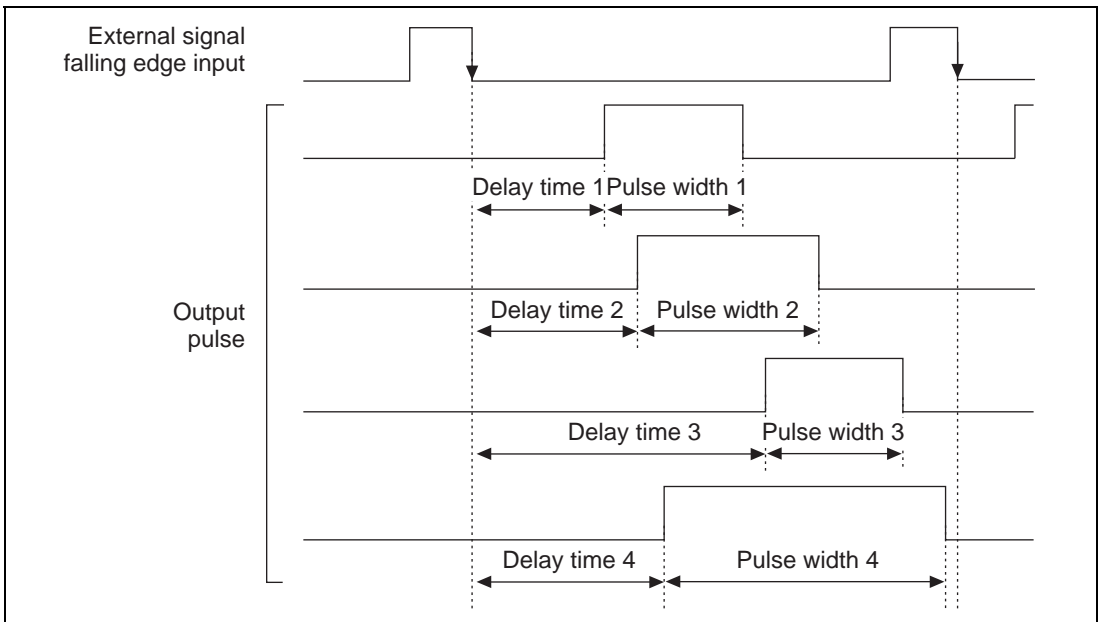 External signal
falling edge input
Delay time 1 Pulse width 1
Delay time 2 Pulse width 2
Output
pulse
Delay time 3 Pulse width 3
Delay time 4 Pulse width 4